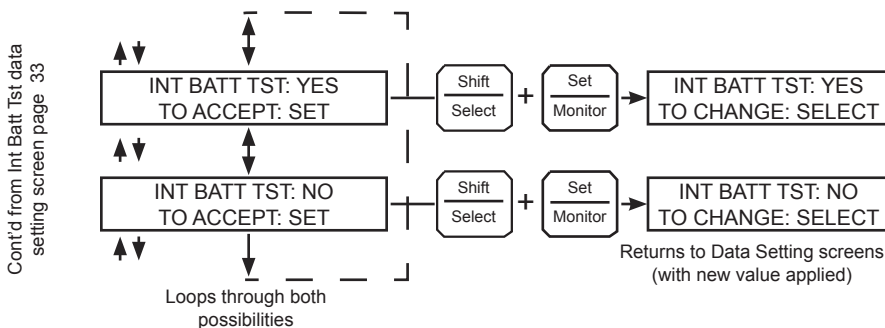 Cont'd from Int Batt Tst data
setting screen page 33
INT BATT TST: YES
TO ACCEPT: SET
Shift
Select
+
Set
Monitor
INT BATT TST: YES
TO CHANGE: SELECT
INT BATT TST: NO
TO ACCEPT: SET
Shift
Select
+
Set
Monitor
INT BATT TST: NO
TO CHANGE: SELECT
Loops through both
possibilities
Returns to Data Setting screens
(with new value applied)